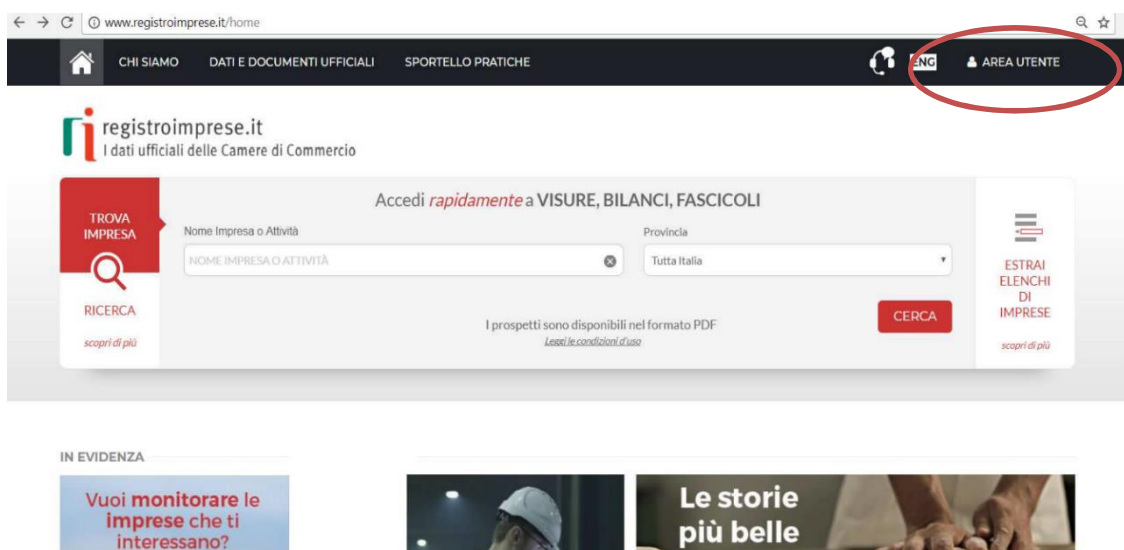 www.registroimprese.it/home
CHI SIAMO DATI E DOCUMENTI UFFICIALI SPORTELLO PRATICHE ENG AREA UTENTE
registroimprese.it
I dati ufficiali delle Camere di Commercio
Accedi rapidamente a VISURE, BILANCI, FASCICOLI
TROVA
IMPRESA
Nome Impresa o Attività Provincia
NOME IMPRESA O ATTIVITÀ Tutta Italia
RICERCA
scopri di più
I prospetti sono disponibili nel formato PDF
Leggi le condizioni d'uso
CERCA
ESTRAI
ELENCHI
DI
IMPRESE
scopri di più
IN EVIDENZA
Vuoi monitorare le
imprese che ti
interessano?
Le storie
più belle